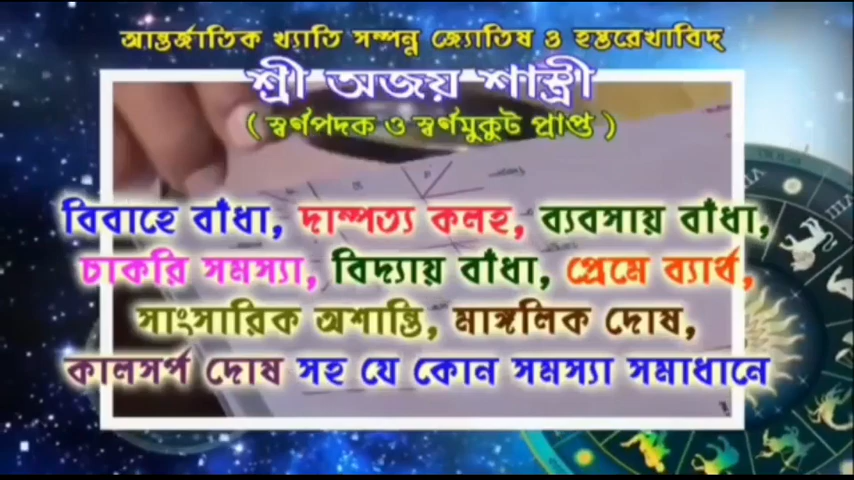 আন্তর্জাতিক খ্যাতি সম্পন্ন জ্যোতিষ ও হস্তরেখাবিদ্
শ্রী অজয় শাস্ত্রী
( স্বর্ণপদক ও স্বর্ণমুকুট প্রাপ্ত )
বিবাহে বাঁধা, দাম্পত্য কলহ, ব্যবসায় বাঁধা,
চাকরি সমস্যা, বিদ্যায় বাঁধা, প্রেমে ব্যার্থ,
সাংসারিক অশান্তি, মাঙ্গলিক দোষ,
কালসর্প দোষ সহ যে কোন সমস্যা সমাধানে